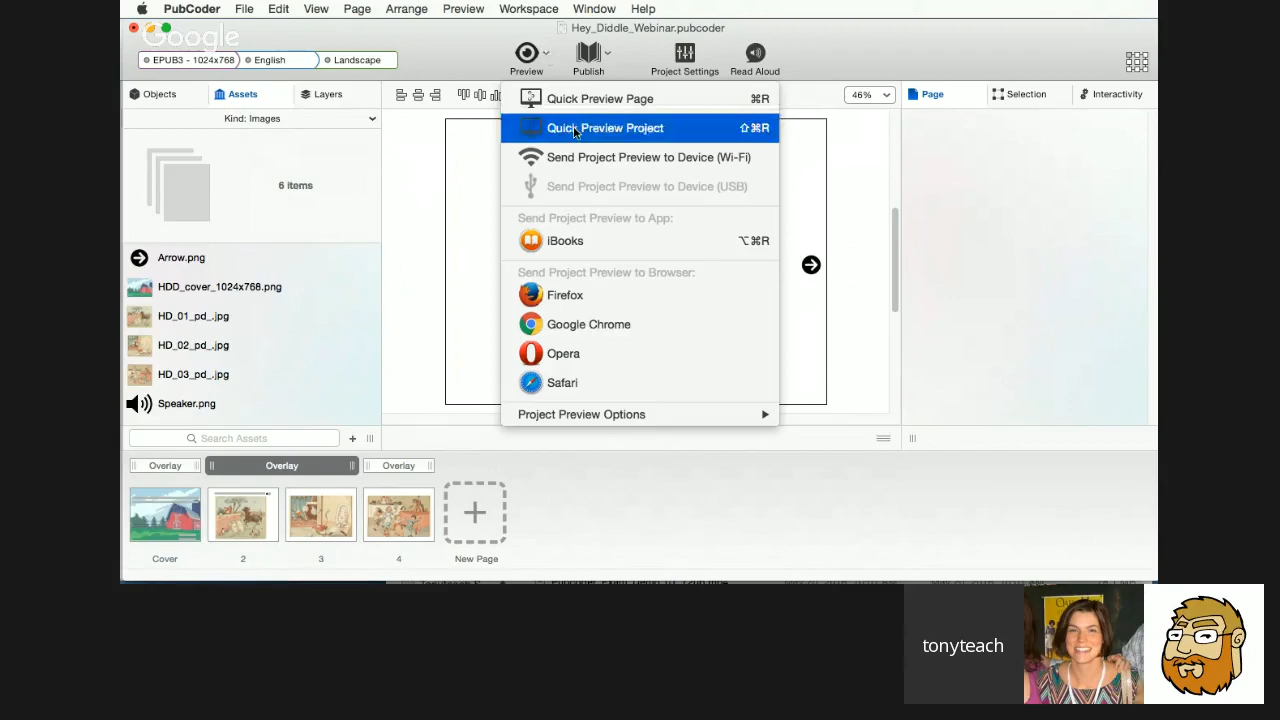 PubCoder File Edit View Page Arrange Preview Workspace Window Help
Google
Hey_Diddle_Webinar.pubcoder
EPUB3 - 1024x768 English Landscape
Preview Publish Project Settings Read Aloud
Objects Assets Layers
46%
Page Selection Interactivity
Kind: Images
6 items
Arrow.png
HDD_cover_1024x768.png
HD_01_pd_.jpg
HD_02_pd_.jpg
HD_03_pd_.jpg
Speaker.png
Search Assets
Quick Preview Page ⌘R
Quick Preview Project ⇧⌘R
Send Project Preview to Device (Wi-Fi)
Send Project Preview to Device (USB)
Send Project Preview to App:
iBooks ⌥⌘R
Send Project Preview to Browser:
Firefox
Google Chrome
Opera
Safari
Project Preview Options
Overlay Overlay Overlay
Cover 2 3 4 New Page
tonyteach